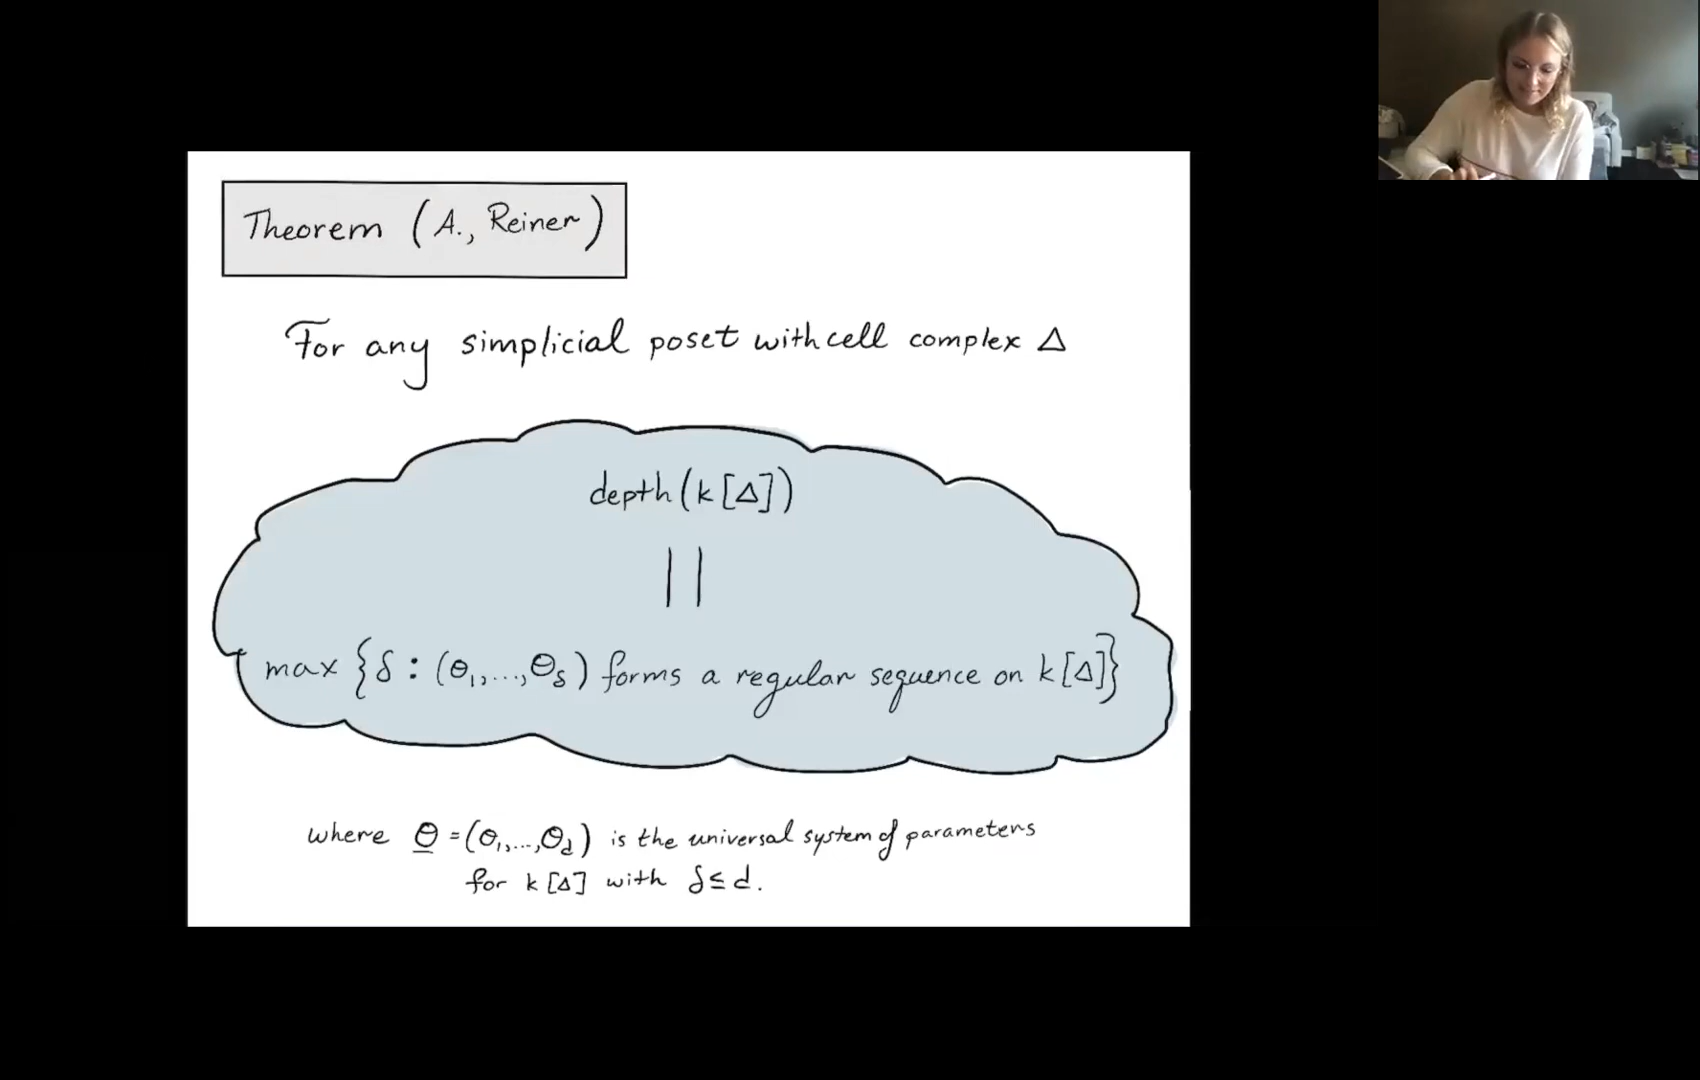 Theorem (A., Reiner)
For any simplicial poset with cell complex Δ
depth(k[Δ])
||
max {δ : (Θ₁,...,Θ_δ) forms a regular sequence on k[Δ]}
where Θ = (Θ₁,...,Θ_d) is the universal system of parameters
for k[Δ] with δ ≤ d.